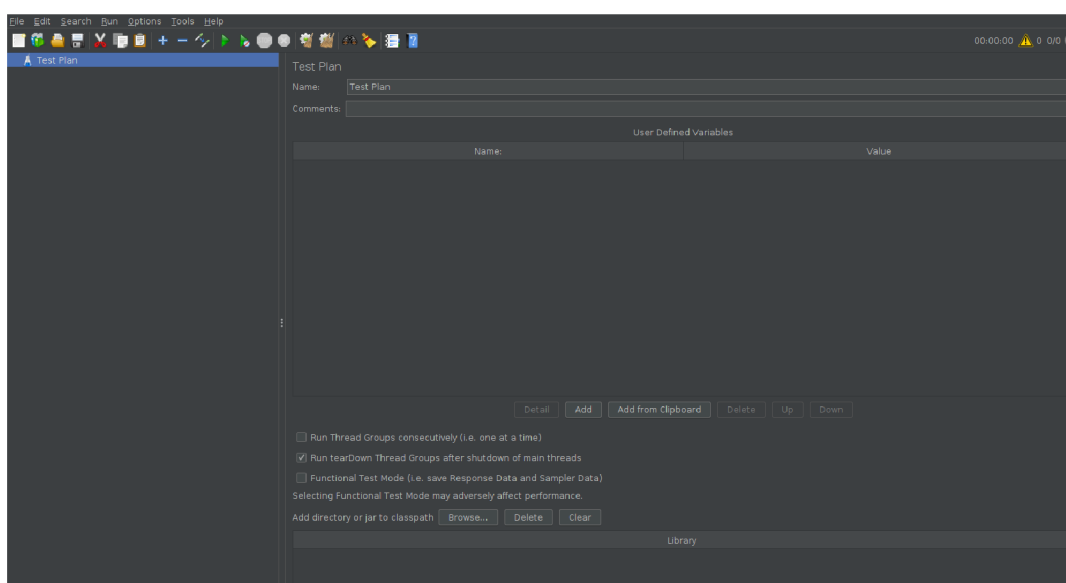 File Edit Search Run Options Tools Help
00:00:00 0 0/0
Test Plan
Test Plan
Name: Test Plan
Comments:
User Defined Variables
Name: Value
Detail Add Add from Clipboard Delete Up Down
Run Thread Groups consecutively (i.e. one at a time)
Run tearDown Thread Groups after shutdown of main threads
Functional Test Mode (i.e. save Response Data and Sampler Data)
Selecting Functional Test Mode may adversely affect performance.
Add directory or jar to classpath Browse... Delete Clear
Library